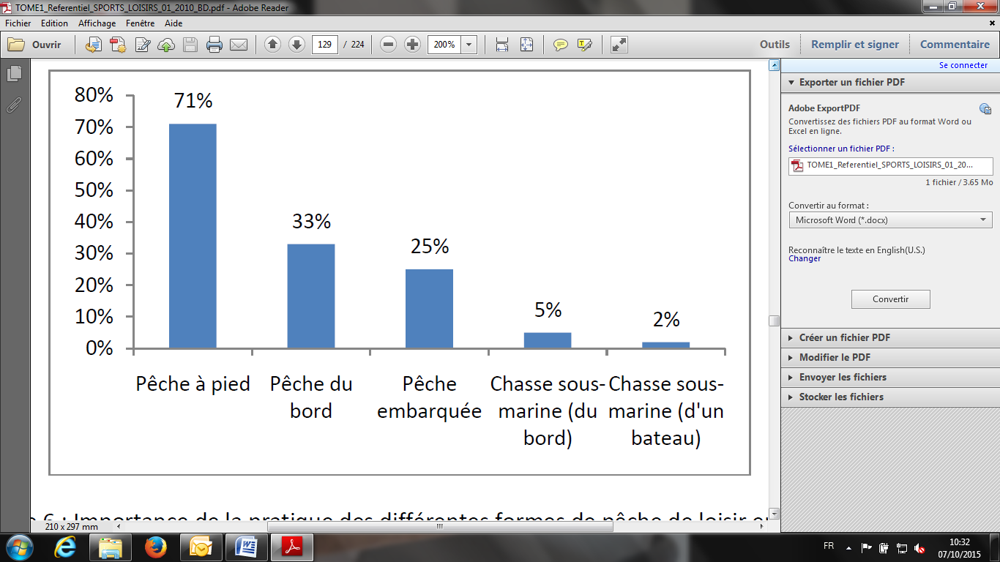 TOME1_Referentiel_SPORTS_LOISIRS_01_2010_BD.pdf - Adobe Reader
Fichier Edition Affichage Fenêtre Aide
Ouvrir 129 / 224 200% Outils Remplir et signer Commentaire
Se connecter
Exporter un fichier PDF
Adobe ExportPDF
Convertissez des fichiers PDF au format Word ou
Excel en ligne.
Sélectionner un fichier PDF :
TOME1_Referentiel_SPORTS_LOISIRS_01_20...
1 fichier / 3.65 Mo
Convertir au format :
Microsoft Word (*.docx)
Reconnaître le texte en English(U.S.)
Changer
Convertir
Créer un fichier PDF
Modifier le PDF
Envoyer les fichiers
Stocker les fichiers
80%
70%
60%
50%
40%
30%
20%
10%
0%
71%
33%
25%
5%
2%
Pêche à pied
Pêche du
bord
Pêche
embarquée
Chasse sous-
marine (du
bord)
Chasse sous-
marine (d'un
bateau)
6 : Importance de la pratique des différentes formes de pêche de loisir
210 x 297 mm
FR
10:32
07/10/2015